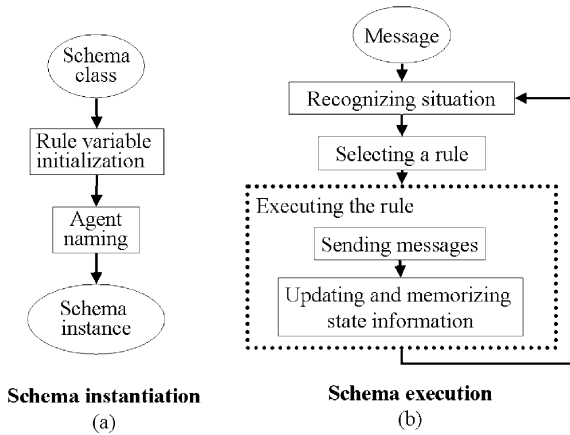 Schema
class
Rule variable
initialization
Agent
naming
Schema
instance
Schema instantiation
(a)
Message
Recognizing situation
Selecting a rule
Executing the rule
Sending messages
Updating and memorizing
state information
Schema execution
(b)